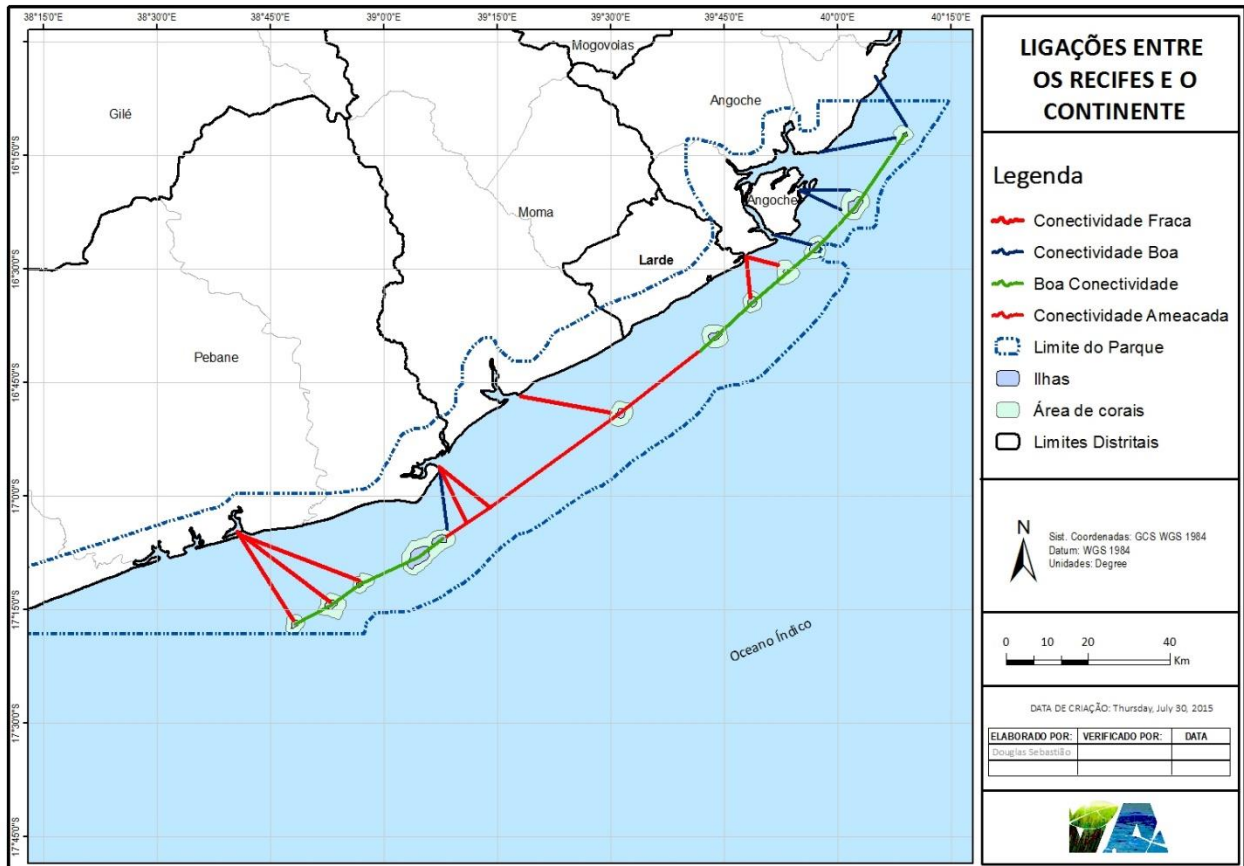 38°15'0"E 38°30'0"E 38°45'0"E 39°0'0"E 39°15'0"E 39°30'0"E 39°45'0"E 40°0'0"E 40°15'0"E
Mogovoias
Gilé
Angoche
Angoche
Moma
Larde
Pebane
Oceano Índico
16°15'0"S
16°30'0"S
16°45'0"S
17°0'0"S
17°15'0"S
17°30'0"S
17°45'0"S
LIGAÇÕES ENTRE
OS RECIFES E O
CONTINENTE
Legenda
Conectividade Fraca
Conectividade Boa
Boa Conectividade
Conectividade Ameacada
Limite do Parque
Ilhas
Área de corais
Limites Distritais
N
Sist. Coordenadas: GCS WGS 1984
Datum: WGS 1984
Unidades: Degree
0 10 20 40
Km
DATA DE CRIAÇÃO: Thursday, July 30, 2015
ELABORADO POR: VERIFICADO POR: DATA
Douglas Sebastião